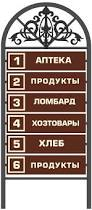 1 АПТЕКА
2 ПРОДУКТЫ
3 ЛОМБАРД
4 ХОЗТОВАРЫ
5 ХЛЕБ
6 ПРОДУКТЫ